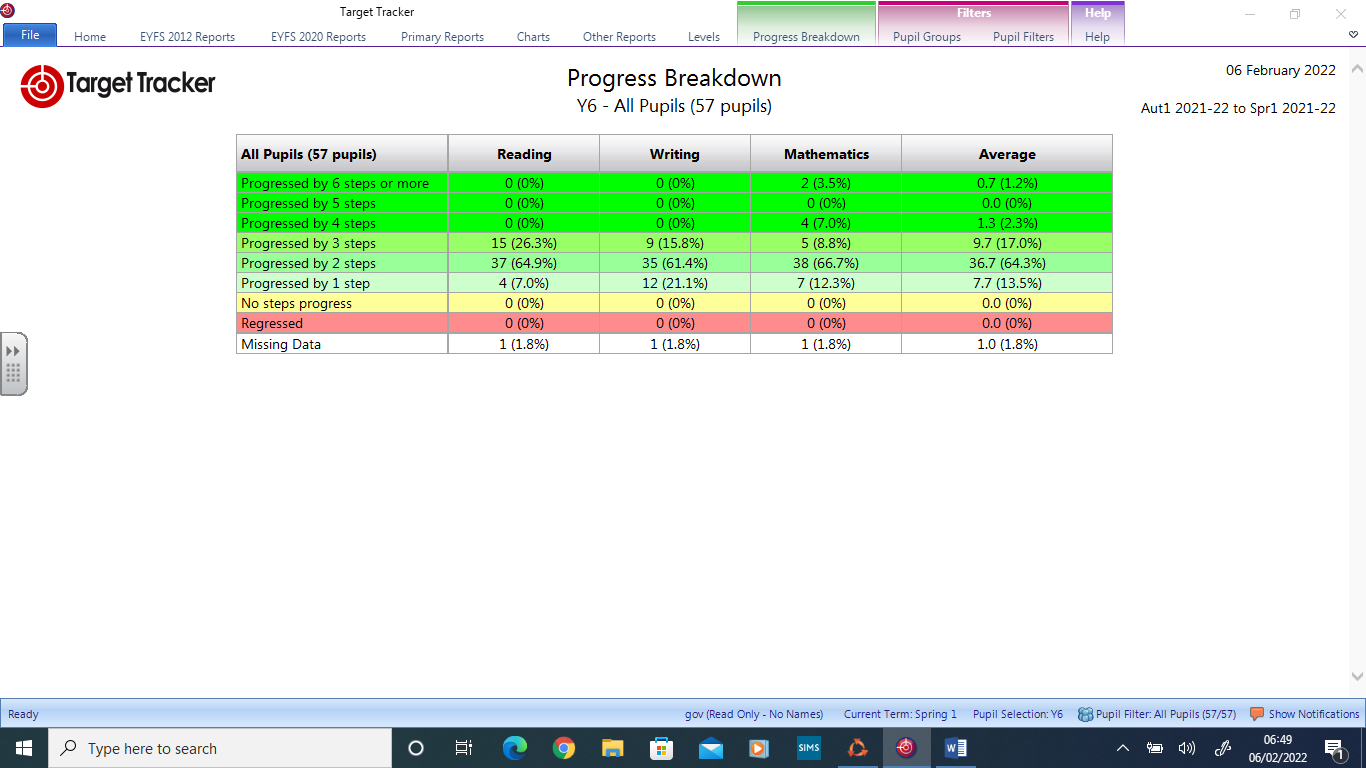 Target Tracker
Filters
Help
File Home EYFS 2012 Reports EYFS 2020 Reports Primary Reports Charts Other Reports Levels Progress Breakdown Pupil Groups Pupil Filters Help
Target Tracker
Progress Breakdown
06 February 2022
Y6 - All Pupils (57 pupils)
Aut1 2021-22 to Spr1 2021-22
All Pupils (57 pupils) Reading Writing Mathematics Average
Progressed by 6 steps or more 0 (0%) 0 (0%) 2 (3.5%) 0.7 (1.2%)
Progressed by 5 steps 0 (0%) 0 (0%) 0 (0%) 0.0 (0%)
Progressed by 4 steps 0 (0%) 0 (0%) 4 (7.0%) 1.3 (2.3%)
Progressed by 3 steps 15 (26.3%) 9 (15.8%) 5 (8.8%) 9.7 (17.0%)
Progressed by 2 steps 37 (64.9%) 35 (61.4%) 38 (66.7%) 36.7 (64.3%)
Progressed by 1 step 4 (7.0%) 12 (21.1%) 7 (12.3%) 7.7 (13.5%)
No steps progress 0 (0%) 0 (0%) 0 (0%) 0.0 (0%)
Regressed 0 (0%) 0 (0%) 0 (0%) 0.0 (0%)
Missing Data 1 (1.8%) 1 (1.8%) 1 (1.8%) 1.0 (1.8%)
Ready gov (Read Only - No Names) Current Term: Spring 1 Pupil Selection: Y6 Pupil Filter: All Pupils (57/57) Show Notifications
Type here to search
SIMS
06:49
06/02/2022
1